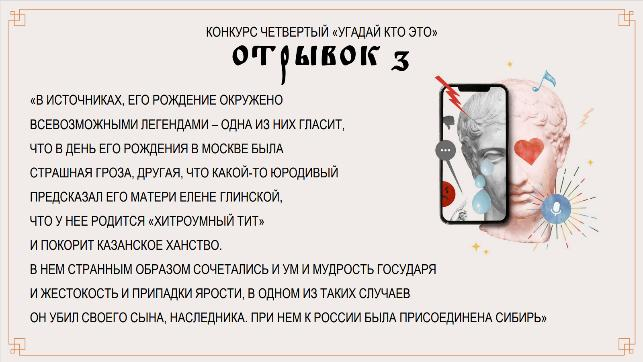 КОНКУРС ЧЕТВЕРТЫЙ «УГАДАЙ КТО ЭТО»
ОТРЫВОК 3
«В ИСТОЧНИКАХ, ЕГО РОЖДЕНИЕ ОКРУЖЕНО
ВСЕВОЗМОЖНЫМИ ЛЕГЕНДАМИ – ОДНА ИЗ НИХ ГЛАСИТ,
ЧТО В ДЕНЬ ЕГО РОЖДЕНИЯ В МОСКВЕ БЫЛА
СТРАШНАЯ ГРОЗА, ДРУГАЯ, ЧТО КАКОЙ-ТО ЮРОДИВЫЙ
ПРЕДСКАЗАЛ ЕГО МАТЕРИ ЕЛЕНЕ ГЛИНСКОЙ,
ЧТО У НЕЕ РОДИТСЯ «ХИТРОУМНЫЙ ТИТ»
И ПОКОРИТ КАЗАНСКОЕ ХАНСТВО.
В НЕМ СТРАННЫМ ОБРАЗОМ СОЧЕТАЛИСЬ И УМ И МУДРОСТЬ ГОСУДАРЯ
И ЖЕСТОКОСТЬ И ПРИПАДКИ ЯРОСТИ, В ОДНОМ ИЗ ТАКИХ СЛУЧАЕВ
ОН УБИЛ СВОЕГО СЫНА, НАСЛЕДНИКА. ПРИ НЕМ К РОССИИ БЫЛА ПРИСОЕДИНЕНА СИБИРЬ»